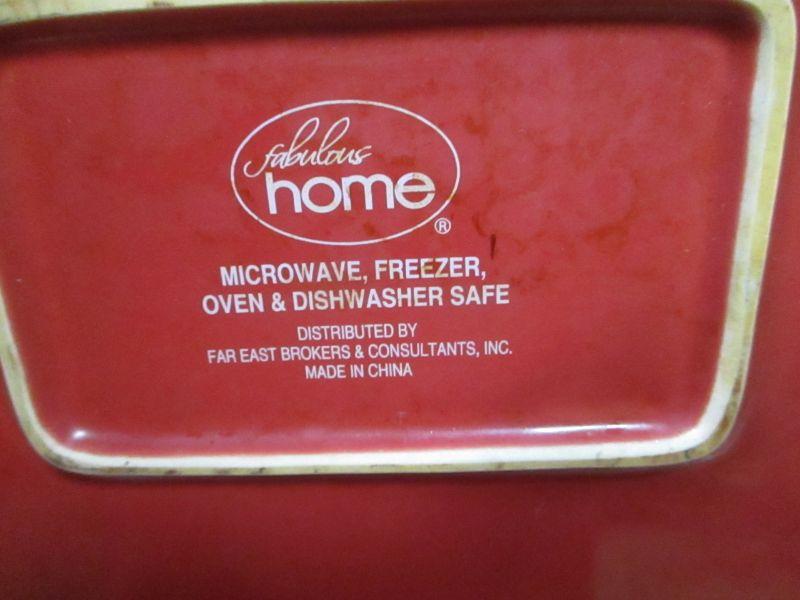 fabulous
home
®
MICROWAVE, FREEZER,
OVEN & DISHWASHER SAFE
DISTRIBUTED BY
FAR EAST BROKERS & CONSULTANTS, INC.
MADE IN CHINA